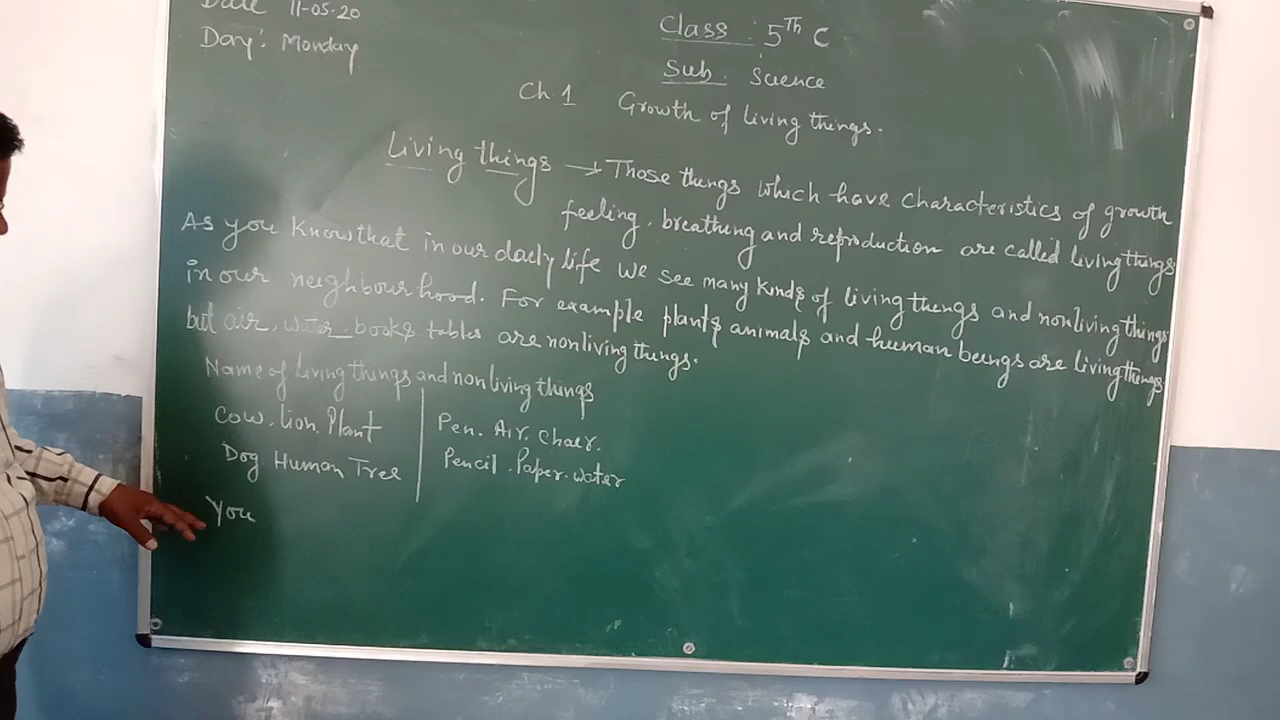 Date 11-05-20
Day: Monday
Class : 5Th C
Sub. Science
Ch 1 Growth of living things.
Living things → Those things which have characteristics of growth
feeling, breathing and reproduction are called living things
As you know that in our daily life we see many kinds of living things and nonliving things
in our neighbourhood. For example plants animals and human beings are living things
but air, water, books tables are nonliving things.
Name of living things and nonliving things
Cow. Lion. Plant | Pen. Air. Chair.
Dog Human Tree | Pencil. Paper. water
You